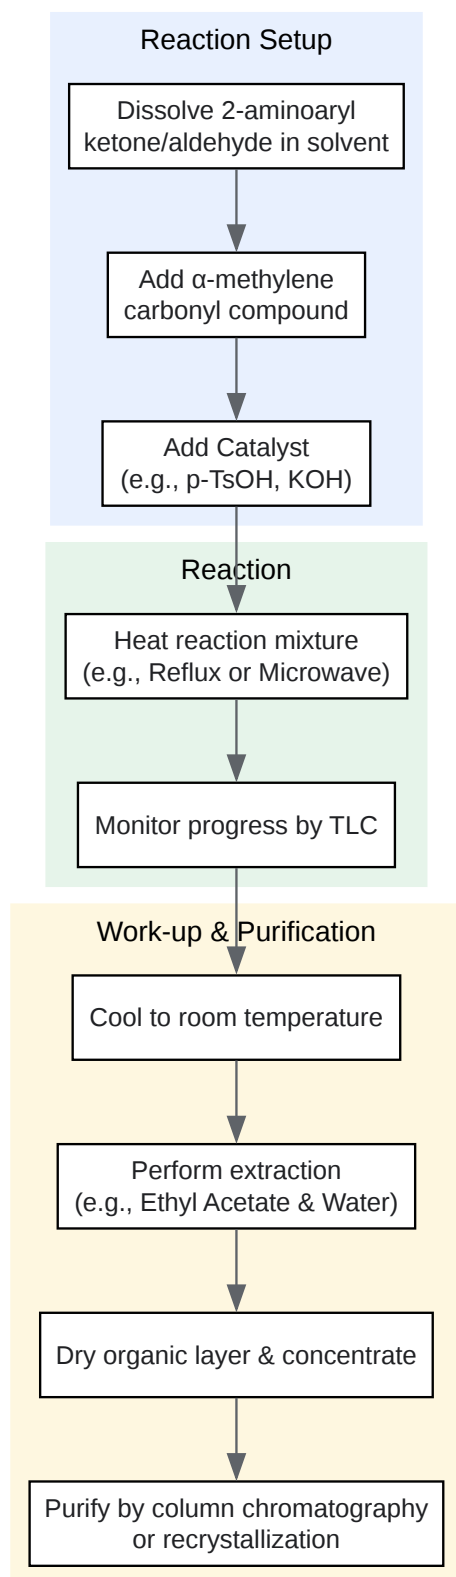 Reaction Setup
Dissolve 2-aminoaryl
ketone/aldehyde in solvent
Add α-methylene
carbonyl compound
Add Catalyst
(e.g., p-TsOH, KOH)
Reaction
Heat reaction mixture
(e.g., Reflux or Microwave)
Monitor progress by TLC
Work-up & Purification
Cool to room temperature
Perform extraction
(e.g., Ethyl Acetate & Water)
Dry organic layer & concentrate
Purify by column chromatography
or recrystallization